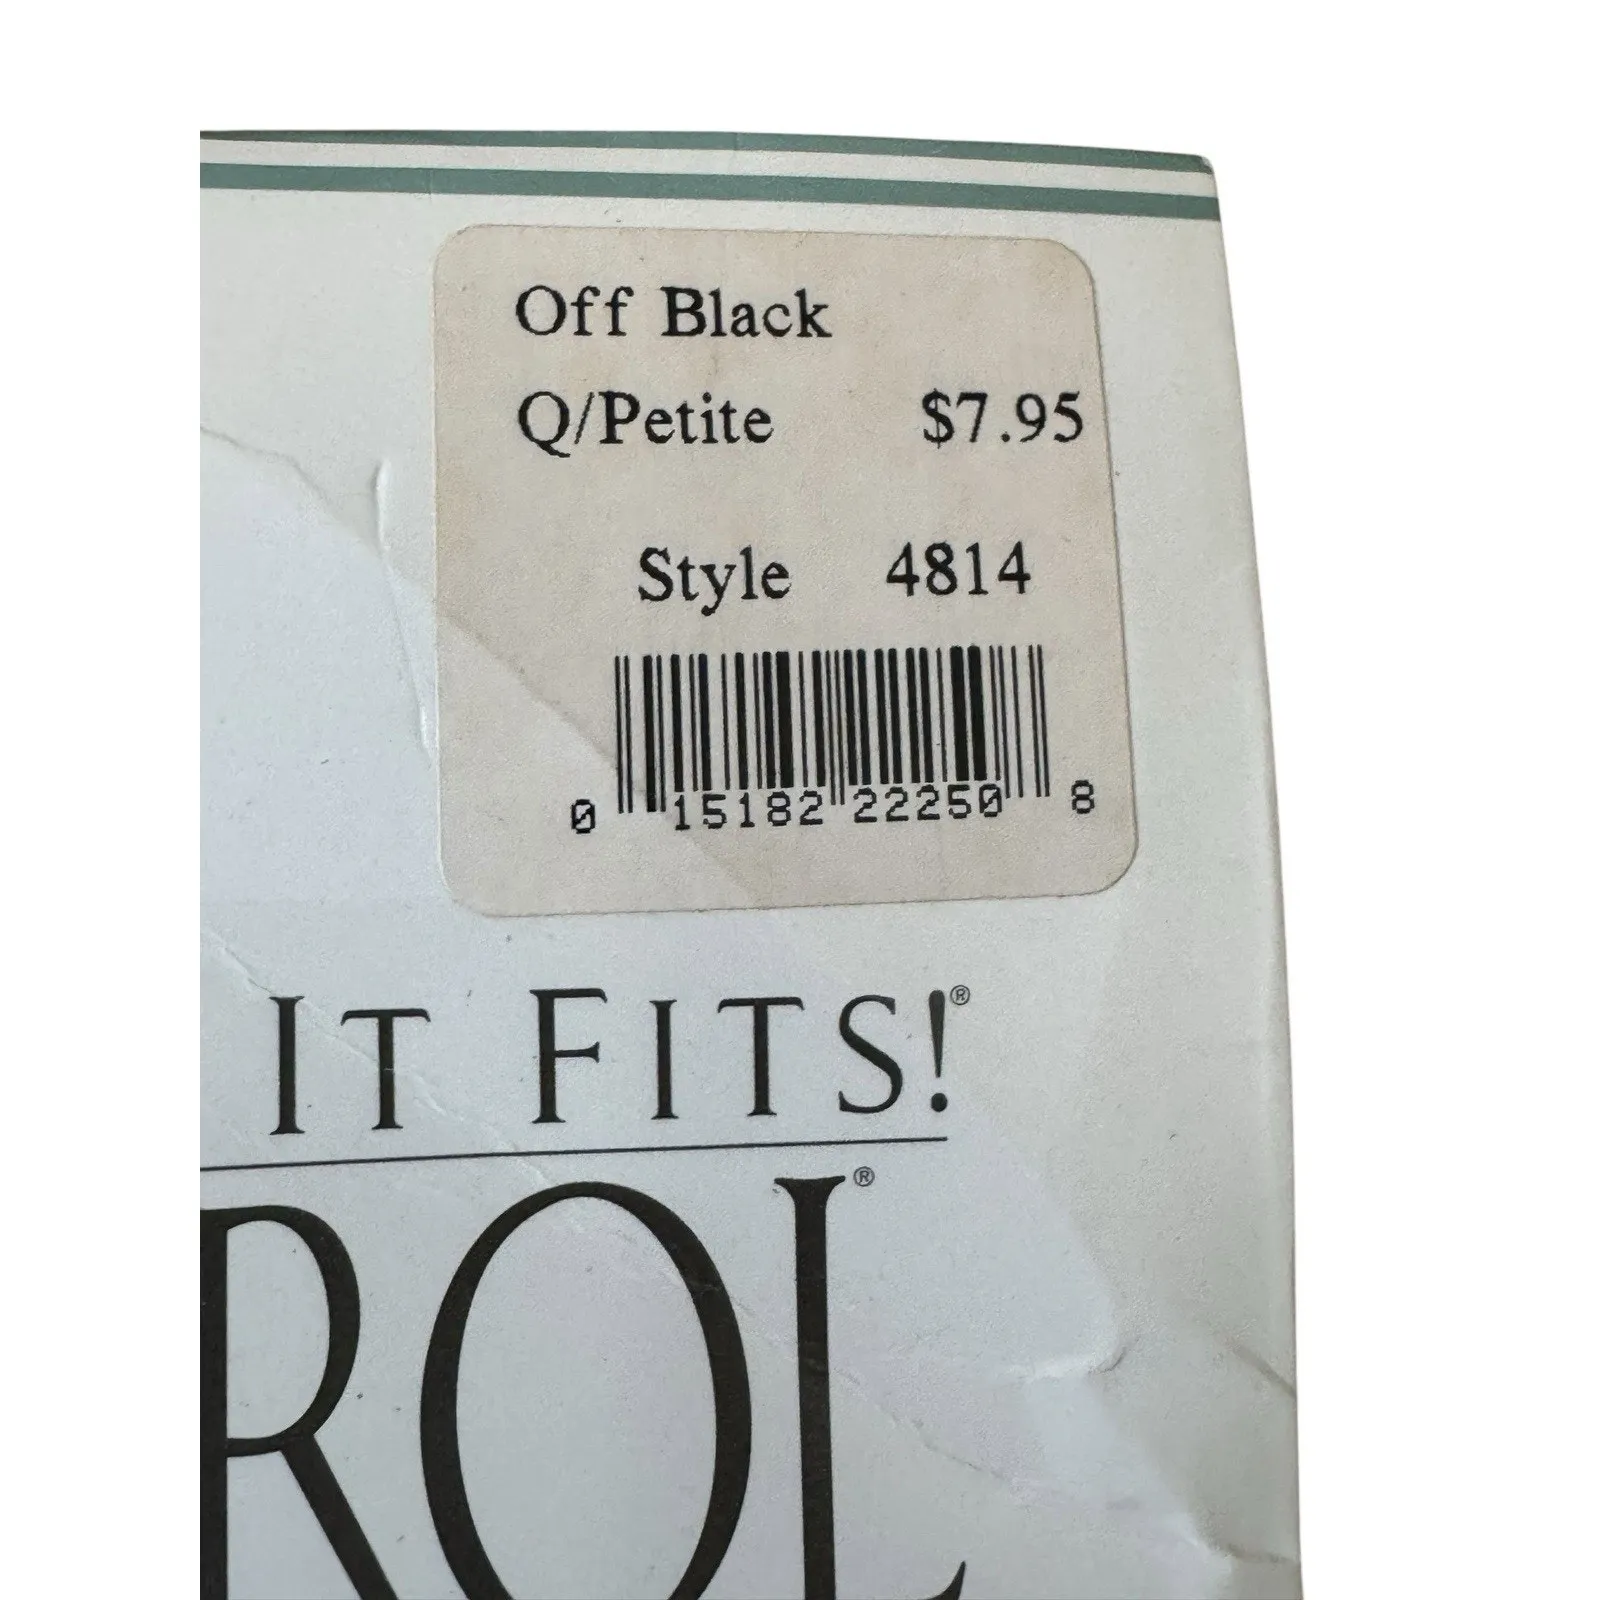 Off Black
Q/Petite $7.95
Style 4814
0 15182 22250 8
IT FITS!®
ROL®